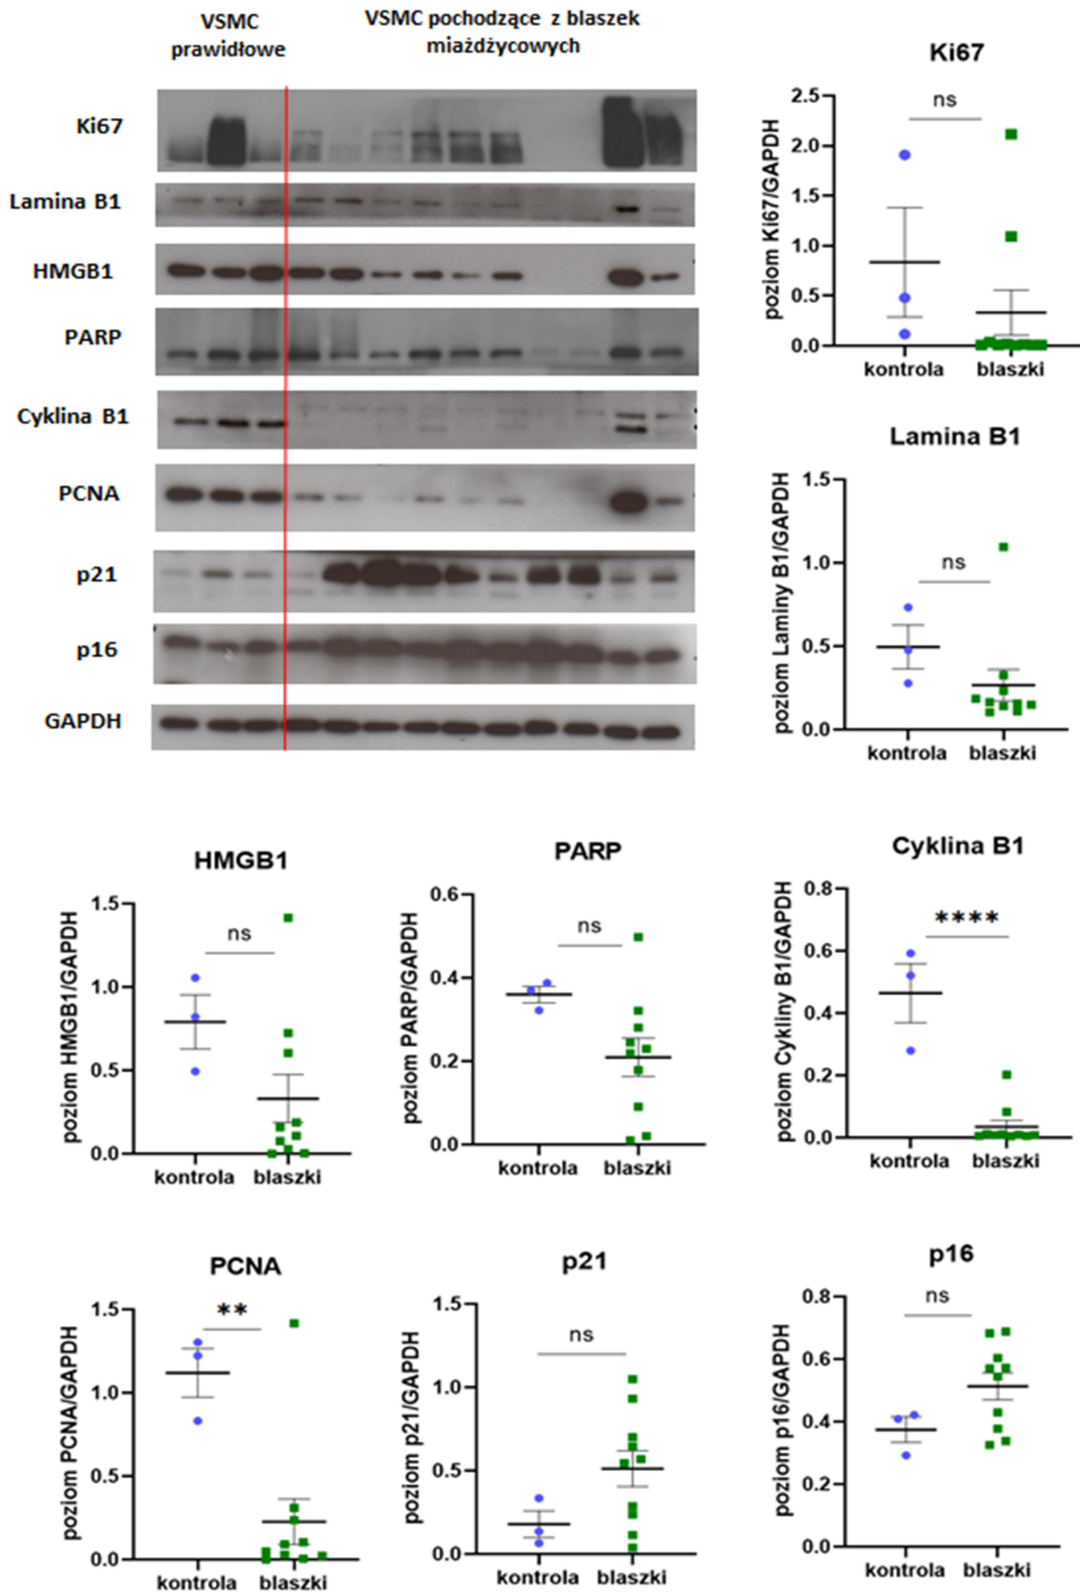 VSMC
prawidłowe
VSMC pochodzące z blaszek
miażdżycowych
Ki67
Lamina B1
HMGB1
PARP
Cyklina B1
PCNA
p21
p16
GAPDH
Ki67
poziom Ki67/GAPDH
2.5
2.0
1.5
1.0
0.5
0.0
ns
kontrola blaszki
Lamina B1
poziom Laminy B1/GAPDH
1.5
1.0
0.5
0.0
ns
kontrola blaszki
HMGB1
poziom HMGB1/GAPDH
1.5
1.0
0.5
0.0
ns
kontrola blaszki
PARP
poziom PARP/GAPDH
0.6
0.4
0.2
0.0
ns
kontrola blaszki
Cyklina B1
poziom Cykliny B1/GAPDH
0.8
0.6
0.4
0.2
0.0
****
kontrola blaszki
PCNA
poziom PCNA/GAPDH
1.5
1.0
0.5
0.0
**
kontrola blaszki
p21
poziom p21/GAPDH
1.5
1.0
0.5
0.0
ns
kontrola blaszki
p16
poziom p16/GAPDH
0.8
0.6
0.4
0.2
0.0
ns
kontrola blaszki